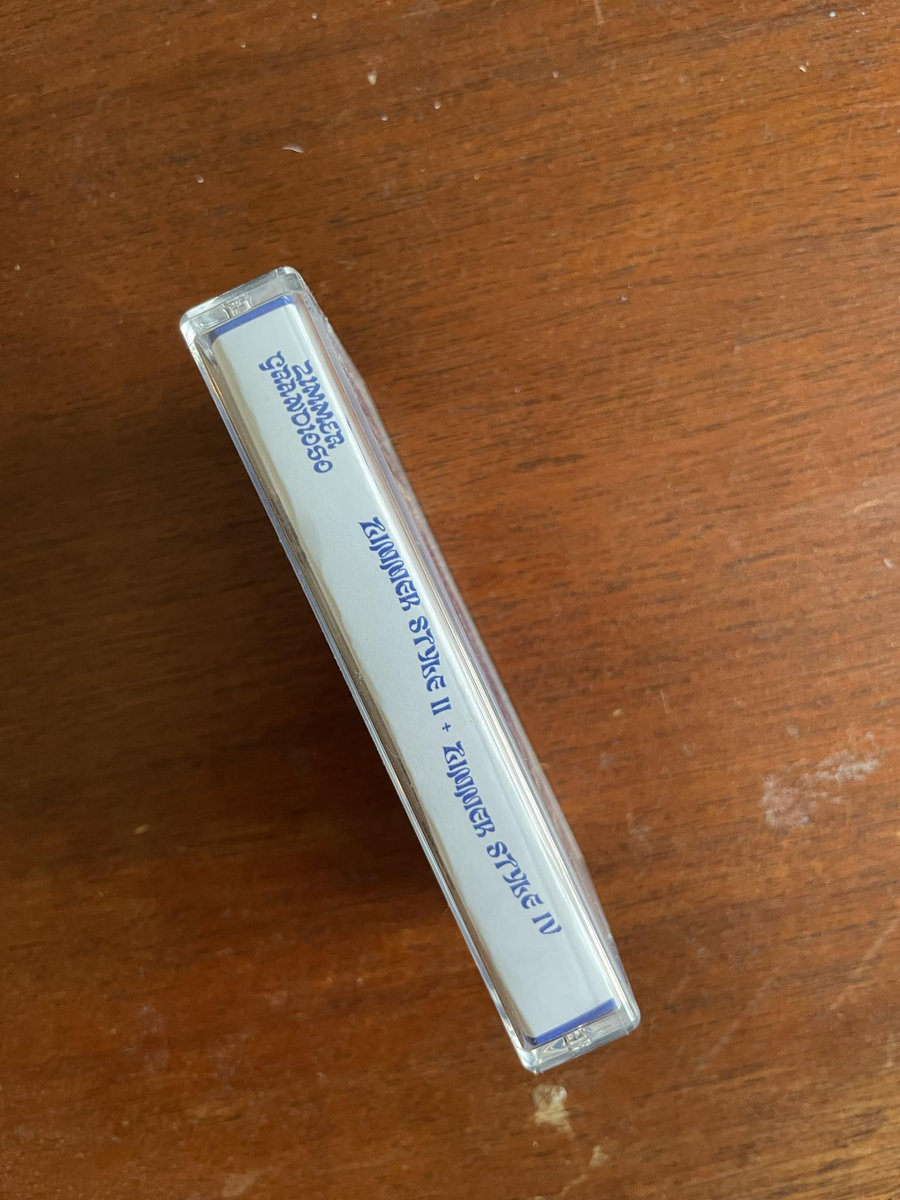 ZIMMER
GRANDIOSO
ZIMMER STYLE II + ZIMMER STYLE IV